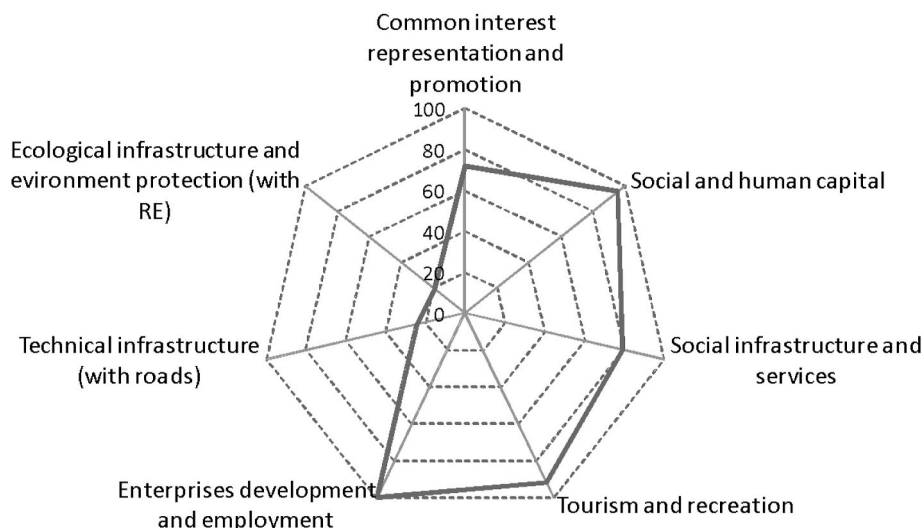 Common interest
representation and
promotion
100
80
60
40
20
0
Ecological infrastructure and
evironment protection (with
RE)
Social and human capital
Technical infrastructure
(with roads)
Social infrastructure and
services
Enterprises development
and employment
Tourism and recreation